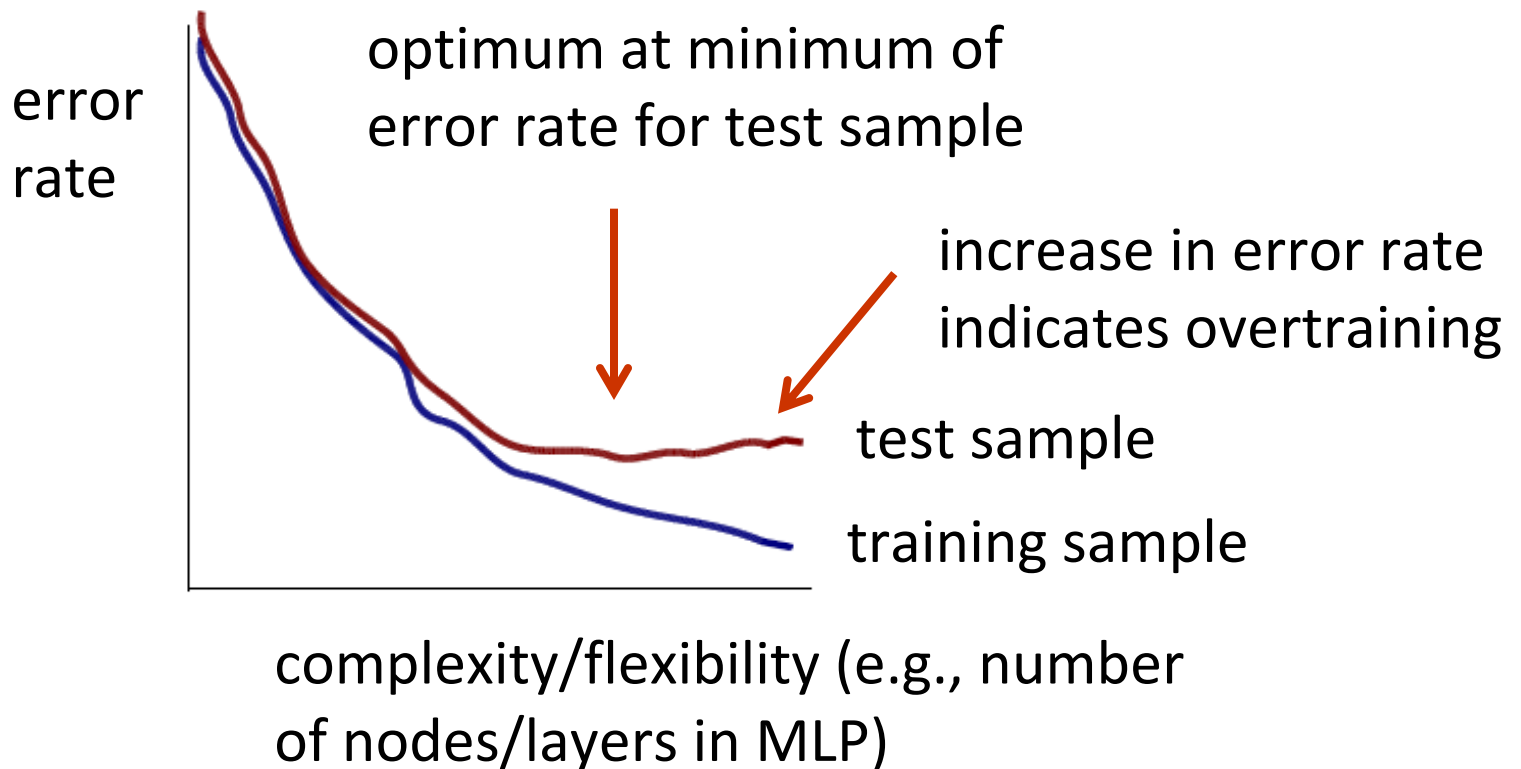 error
rate
optimum at minimum of
error rate for test sample
increase in error rate
indicates overtraining
test sample
training sample
complexity/flexibility (e.g., number
of nodes/layers in MLP)